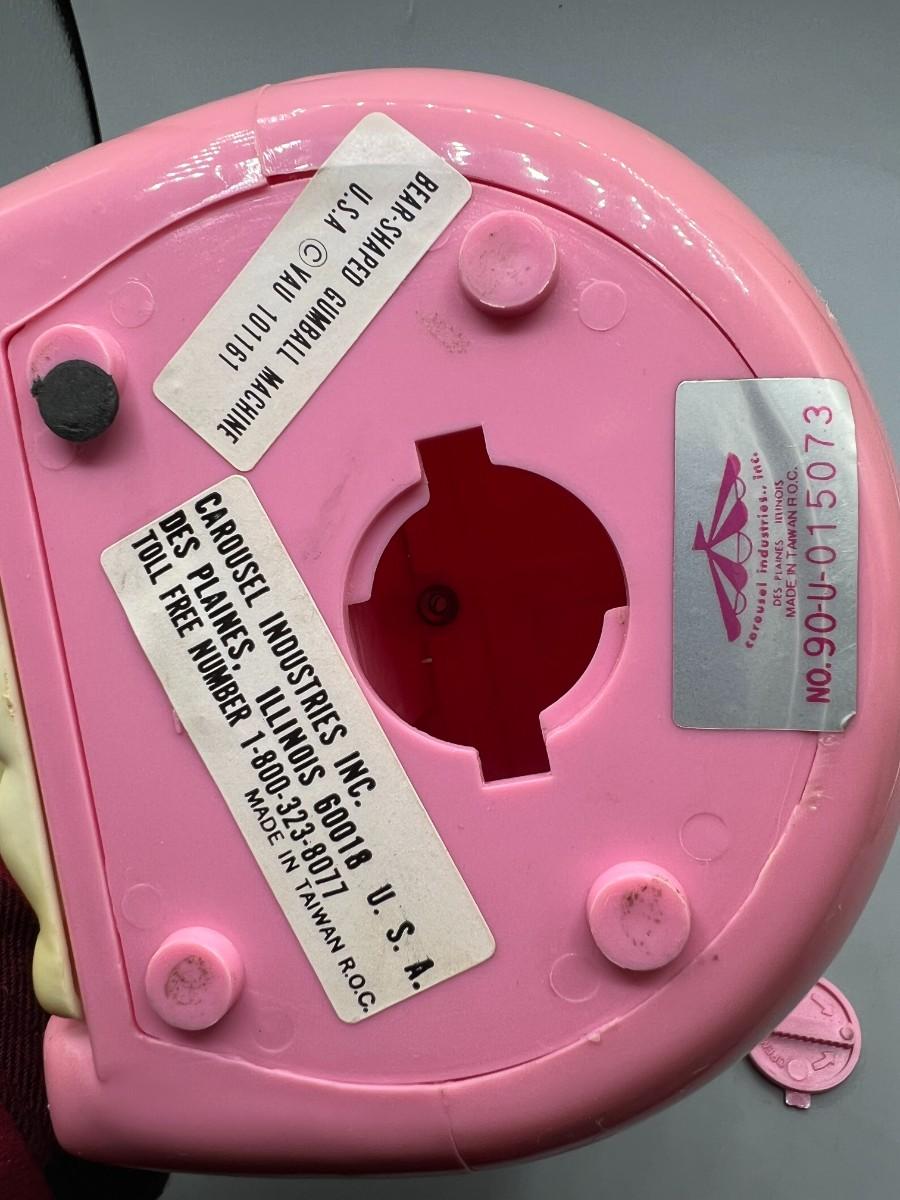 BEAR-SHAPED GUMBALL MACHINE
U.S.A ©VAU 101161
CAROUSEL INDUSTRIES INC.
DES PLAINES, ILLINOIS 60018 U. S. A.
TOLL FREE NUMBER 1-800-323-8077
MADE IN TAIWAN R.O.C.
carousel industries., inc.
DES PLAINES ILLINOIS
MADE IN TAIWAN R.O.C.
NO.90-U-015073